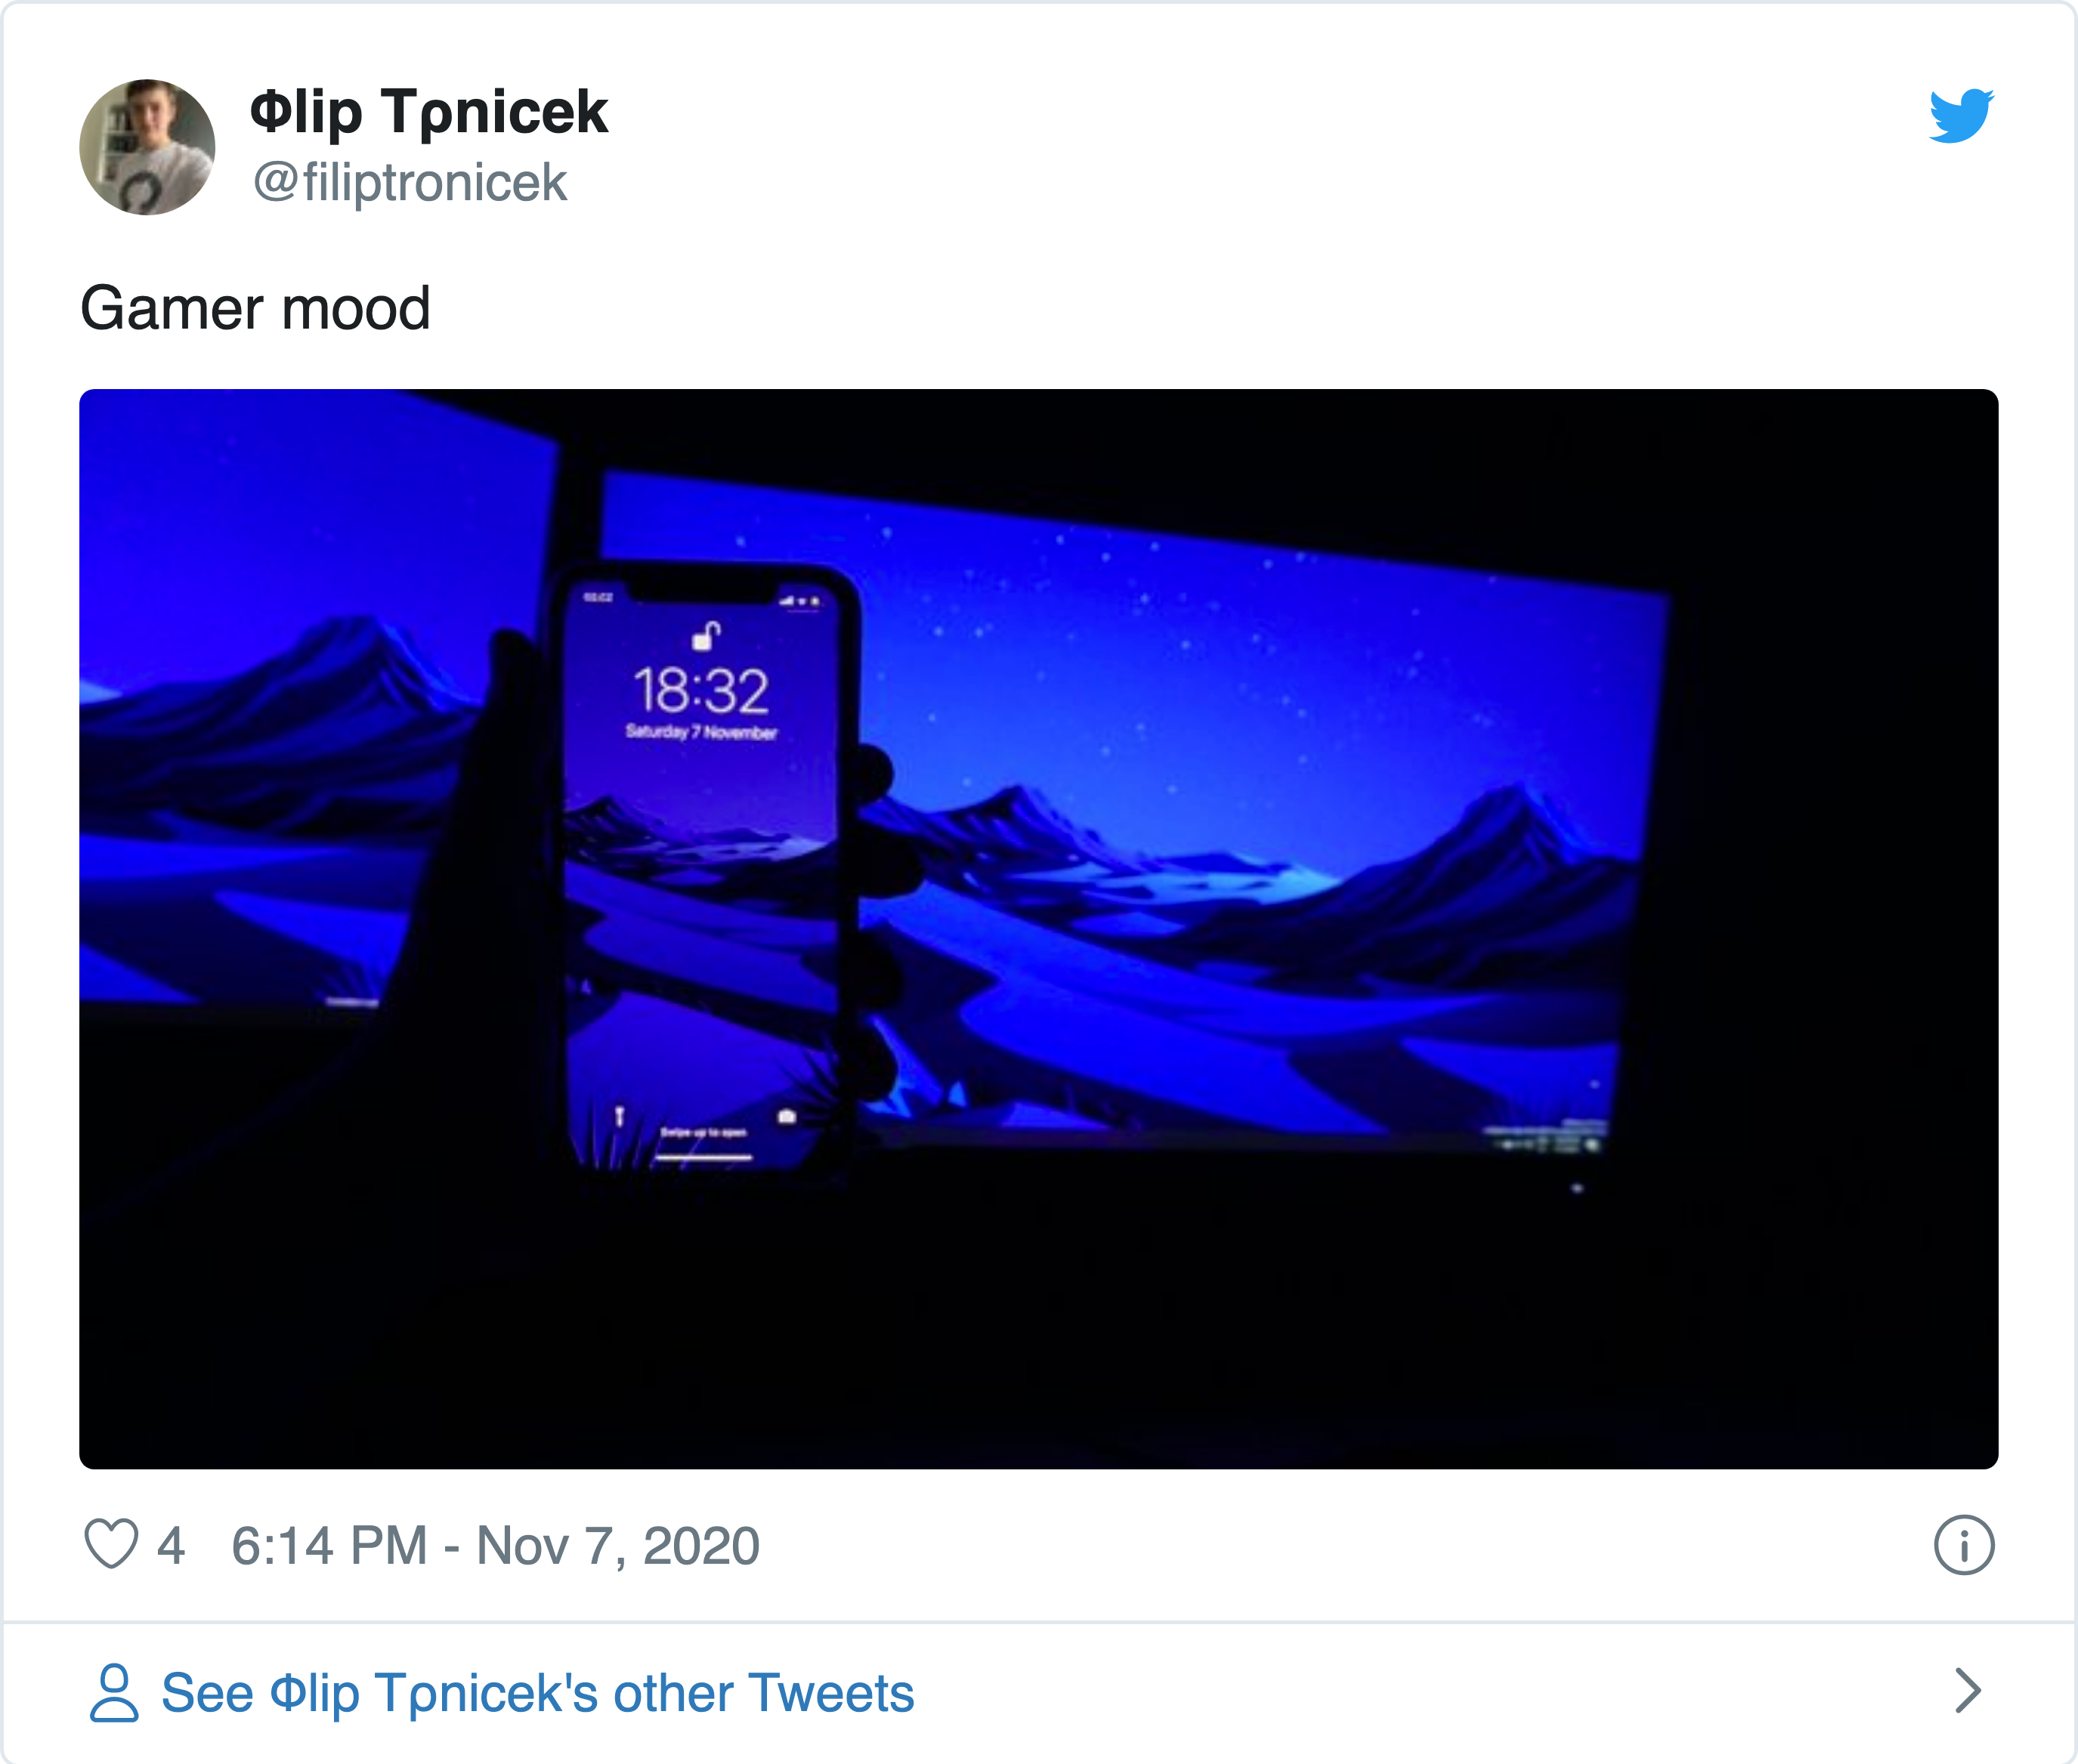 Φlip Tρnicek
@filiptronicek
Gamer mood
18:32
Saturday 7 November
Swipe up to open
4 6:14 PM - Nov 7, 2020
See Φlip Tρnicek's other Tweets